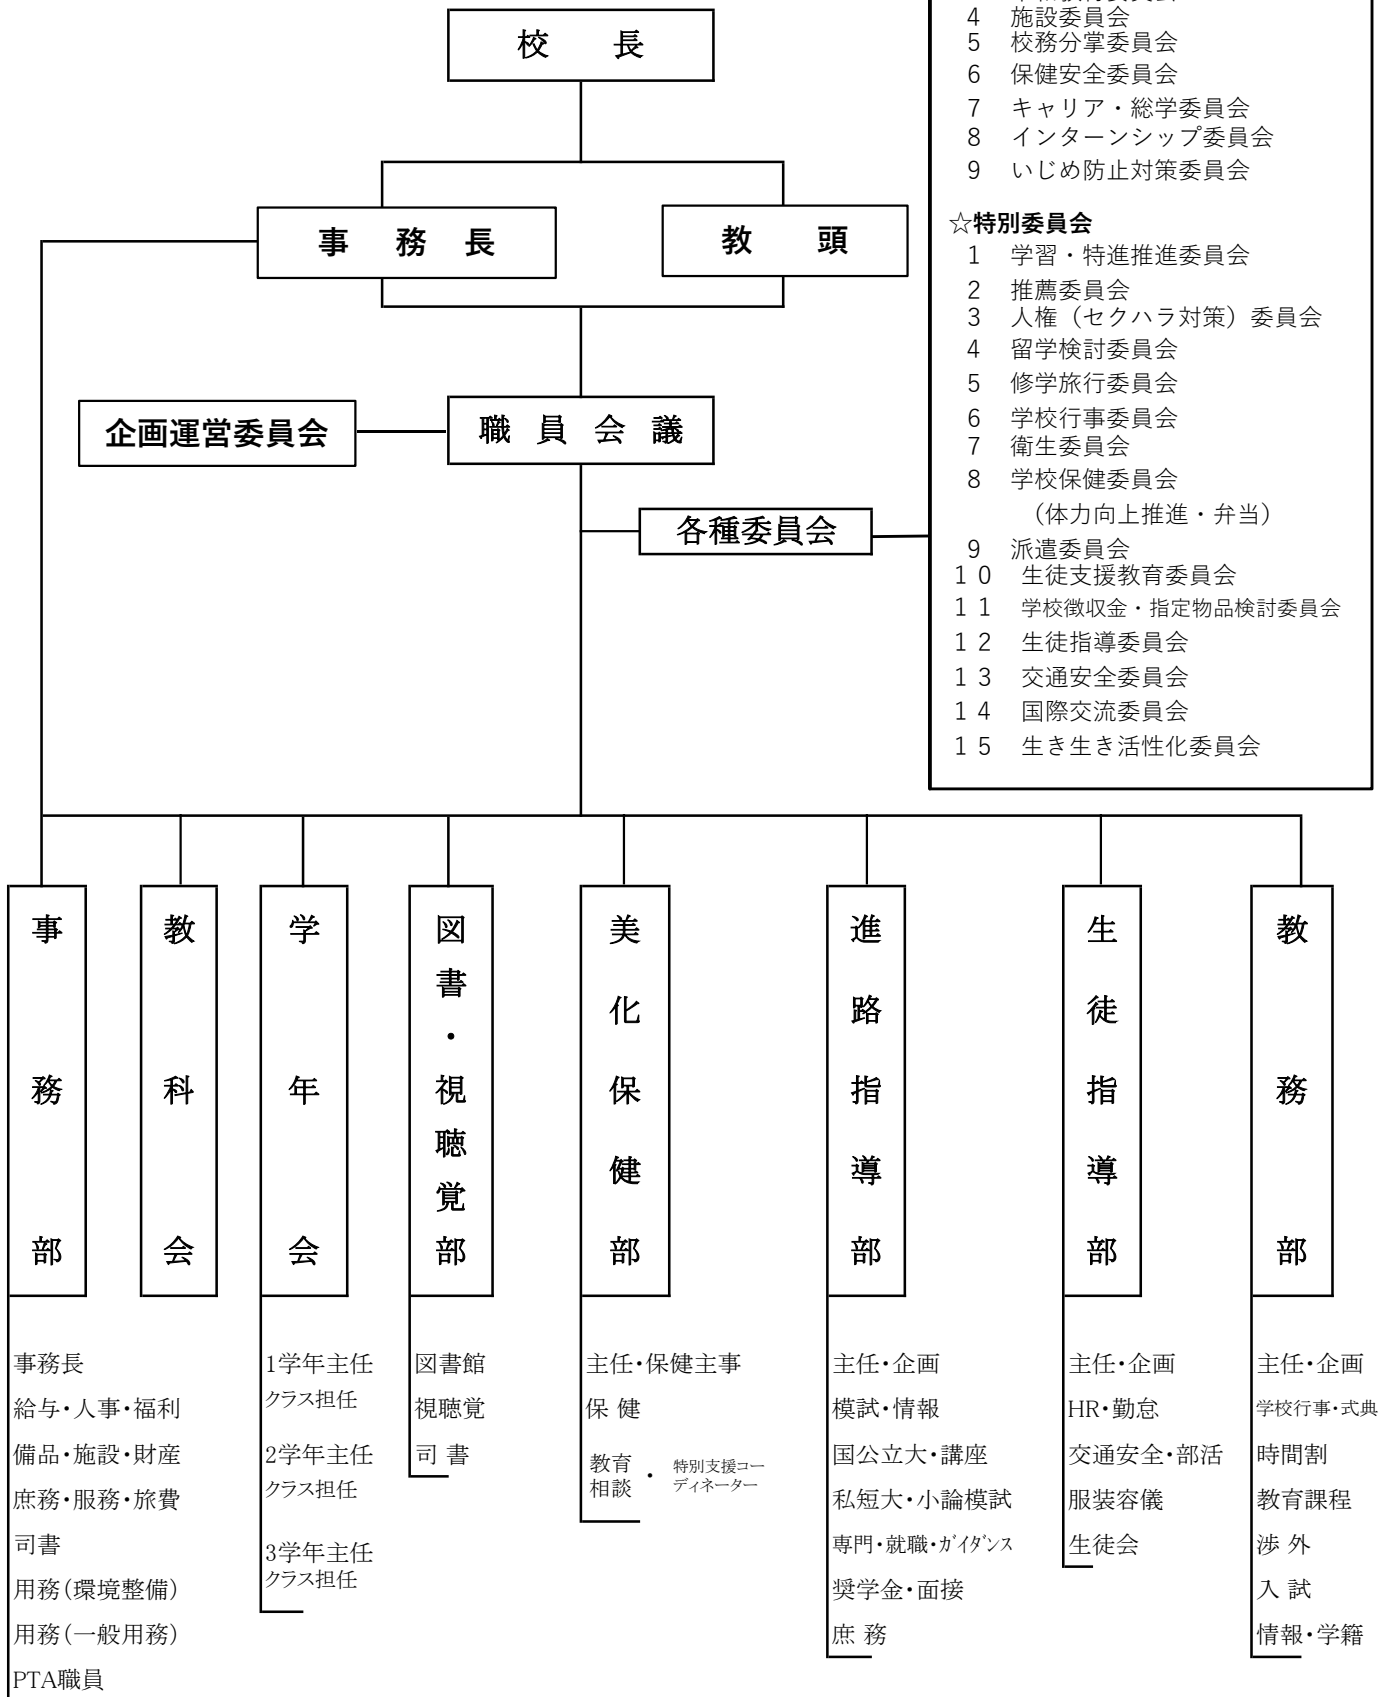 校 長
事 務 長
教 頭
企画運営委員会
職 員 会 議
各種委員会
4 施設委員会
5 校務分掌委員会
6 保健安全委員会
7 キャリア・総学委員会
8 インターンシップ委員会
9 いじめ防止対策委員会
☆特別委員会
1 学習・特進推進委員会
2 推薦委員会
3 人権（セクハラ対策）委員会
4 留学検討委員会
5 修学旅行委員会
6 学校行事委員会
7 衛生委員会
8 学校保健委員会
（体力向上推進・弁当）
9 派遣委員会
10 生徒支援教育委員会
11 学校徴収金・指定物品検討委員会
12 生徒指導委員会
13 交通安全委員会
14 国際交流委員会
15 生き生き活性化委員会
事務部
事務長
給与・人事・福利
備品・施設・財産
庶務・服務・旅費
司書
用務(環境整備)
用務(一般用務)
PTA職員
教科会
学年会
1学年主任
クラス担任
2学年主任
クラス担任
3学年主任
クラス担任
図書・視聴覚部
図書館
視聴覚
司 書
美化保健部
主任・保健主事
保 健
教育相談・特別支援コーディネーター
進路指導部
主任・企画
模試・情報
国公立大・講座
私短大・小論模試
専門・就職・ガイダンス
奨学金・面接
庶 務
生徒指導部
主任・企画
HR・勤怠
交通安全・部活
服装容儀
生徒会
教務部
主任・企画
学校行事・式典
時間割
教育課程
渉 外
入 試
情報・学籍